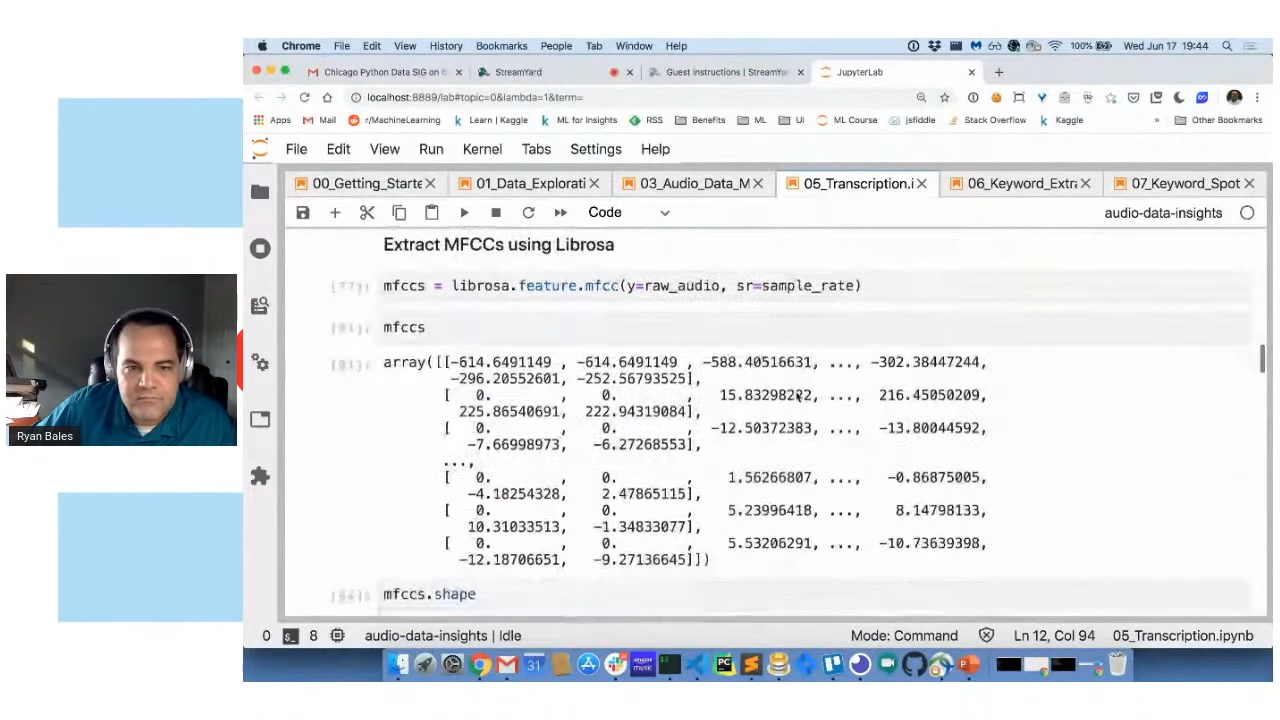 Chrome File Edit View History Bookmarks People Tab Window Help 100% Wed Jun 17 19:44
Chicago Python Data SIG on 6 StreamYard Guest Instructions | StreamYar JupyterLab
localhost:8889/lab#topic=0&lambda=1&term=
Apps Mail r/MachineLearning Learn | Kaggle ML for Insights RSS Benefits ML UI ML Course jsfiddle Stack Overflow Kaggle » Other Bookmarks
File Edit View Run Kernel Tabs Settings Help
00_Getting_Starte 01_Data_Explorati 03_Audio_Data_M 05_Transcription.i 06_Keyword_Extra 07_Keyword_Spot
Code audio-data-insights
Extract MFCCs using Librosa
mfccs = librosa.feature.mfcc(y=raw_audio, sr=sample_rate)
mfccs
array([[-614.6491149 , -614.6491149 , -588.40516631, ..., -302.38447244,
-296.20552601, -252.56793525],
[ 0. , 0. , 15.83298202, ..., 216.45050209,
225.86540691, 222.94319084],
[ 0. , 0. , -12.50372383, ..., -13.80044592,
-7.66998973, -6.27268553],
...,
[ 0. , 0. , 1.56266807, ..., -0.86875005,
-4.18254328, 2.47865115],
[ 0. , 0. , 5.23996418, ..., 8.14798133,
10.31033513, -1.34833077],
[ 0. , 0. , 5.53206291, ..., -10.73639398,
-12.18706651, -9.27136645]])
mfccs.shape
0 8 audio-data-insights | Idle Mode: Command Ln 12, Col 94 05_Transcription.ipynb
Ryan Bales